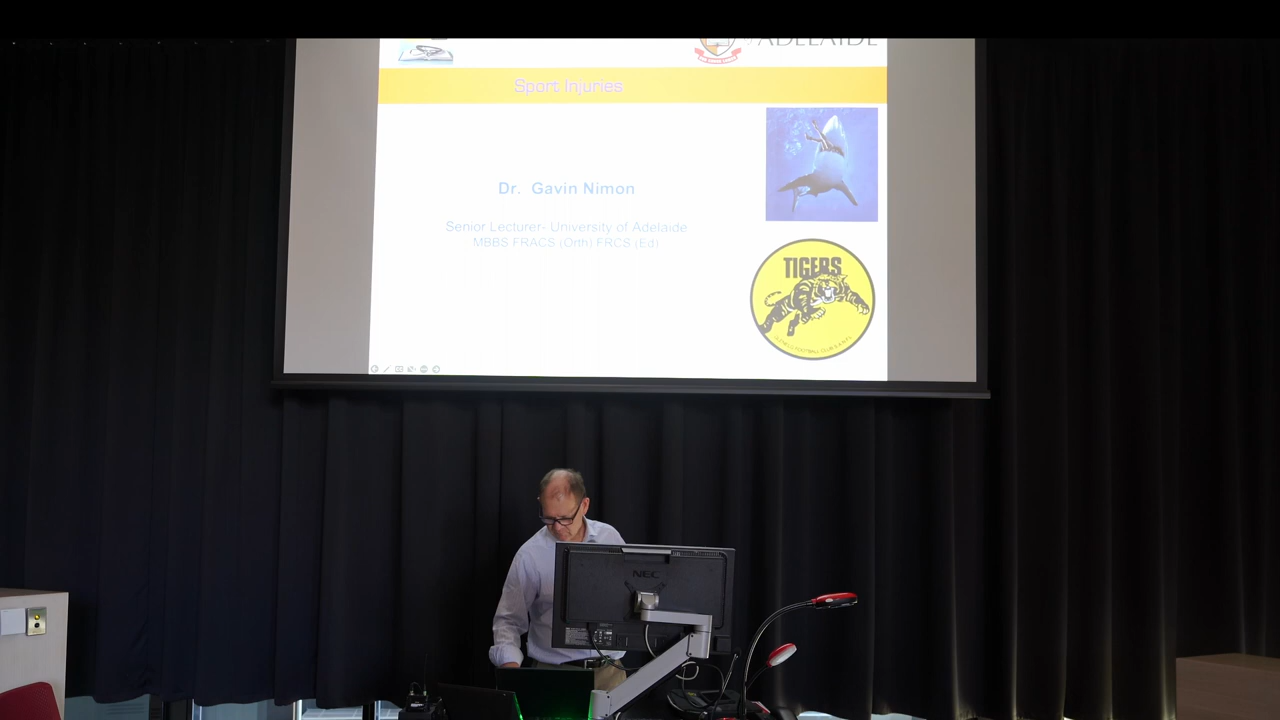 ADELAIDE
Sport Injuries
Dr. Gavin Nimon
Senior Lecturer- University of Adelaide
MBBS FRACS (Orth) FRCS (Ed)
TIGERS
NEC